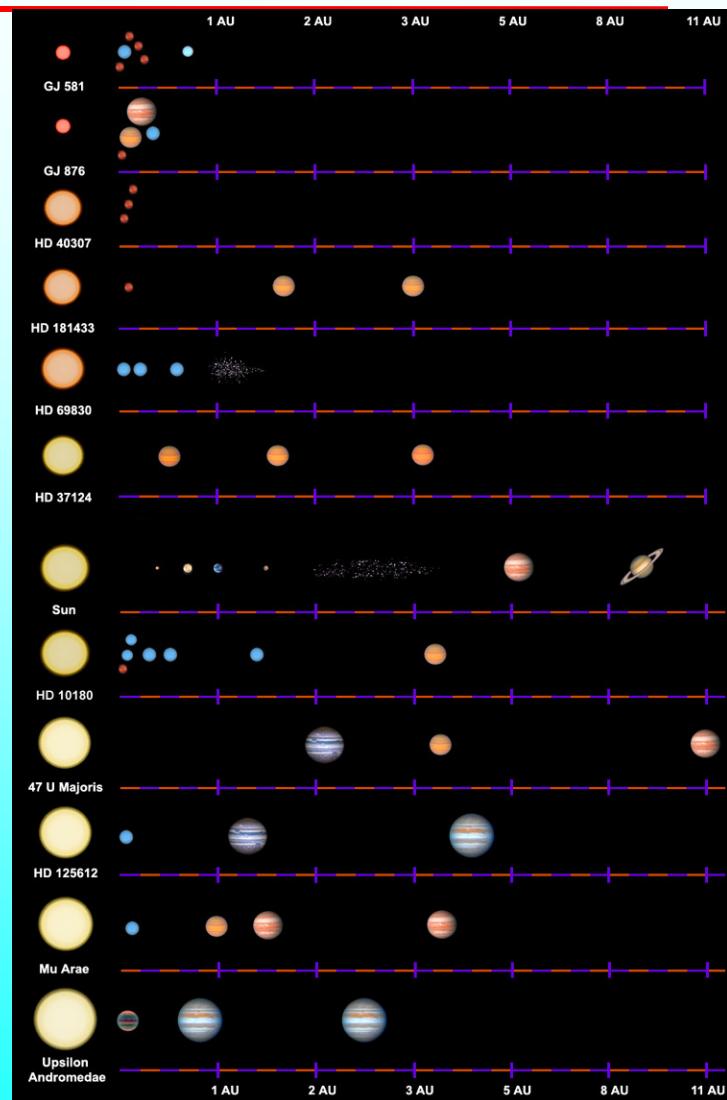 1 AU 2 AU 3 AU 5 AU 8 AU 11 AU
GJ 581
GJ 876
HD 40307
HD 181433
HD 69830
HD 37124
Sun
HD 10180
47 U Majoris
HD 125612
Mu Arae
Upsilon
Andromedae
1 AU 2 AU 3 AU 5 AU 8 AU 11 AU